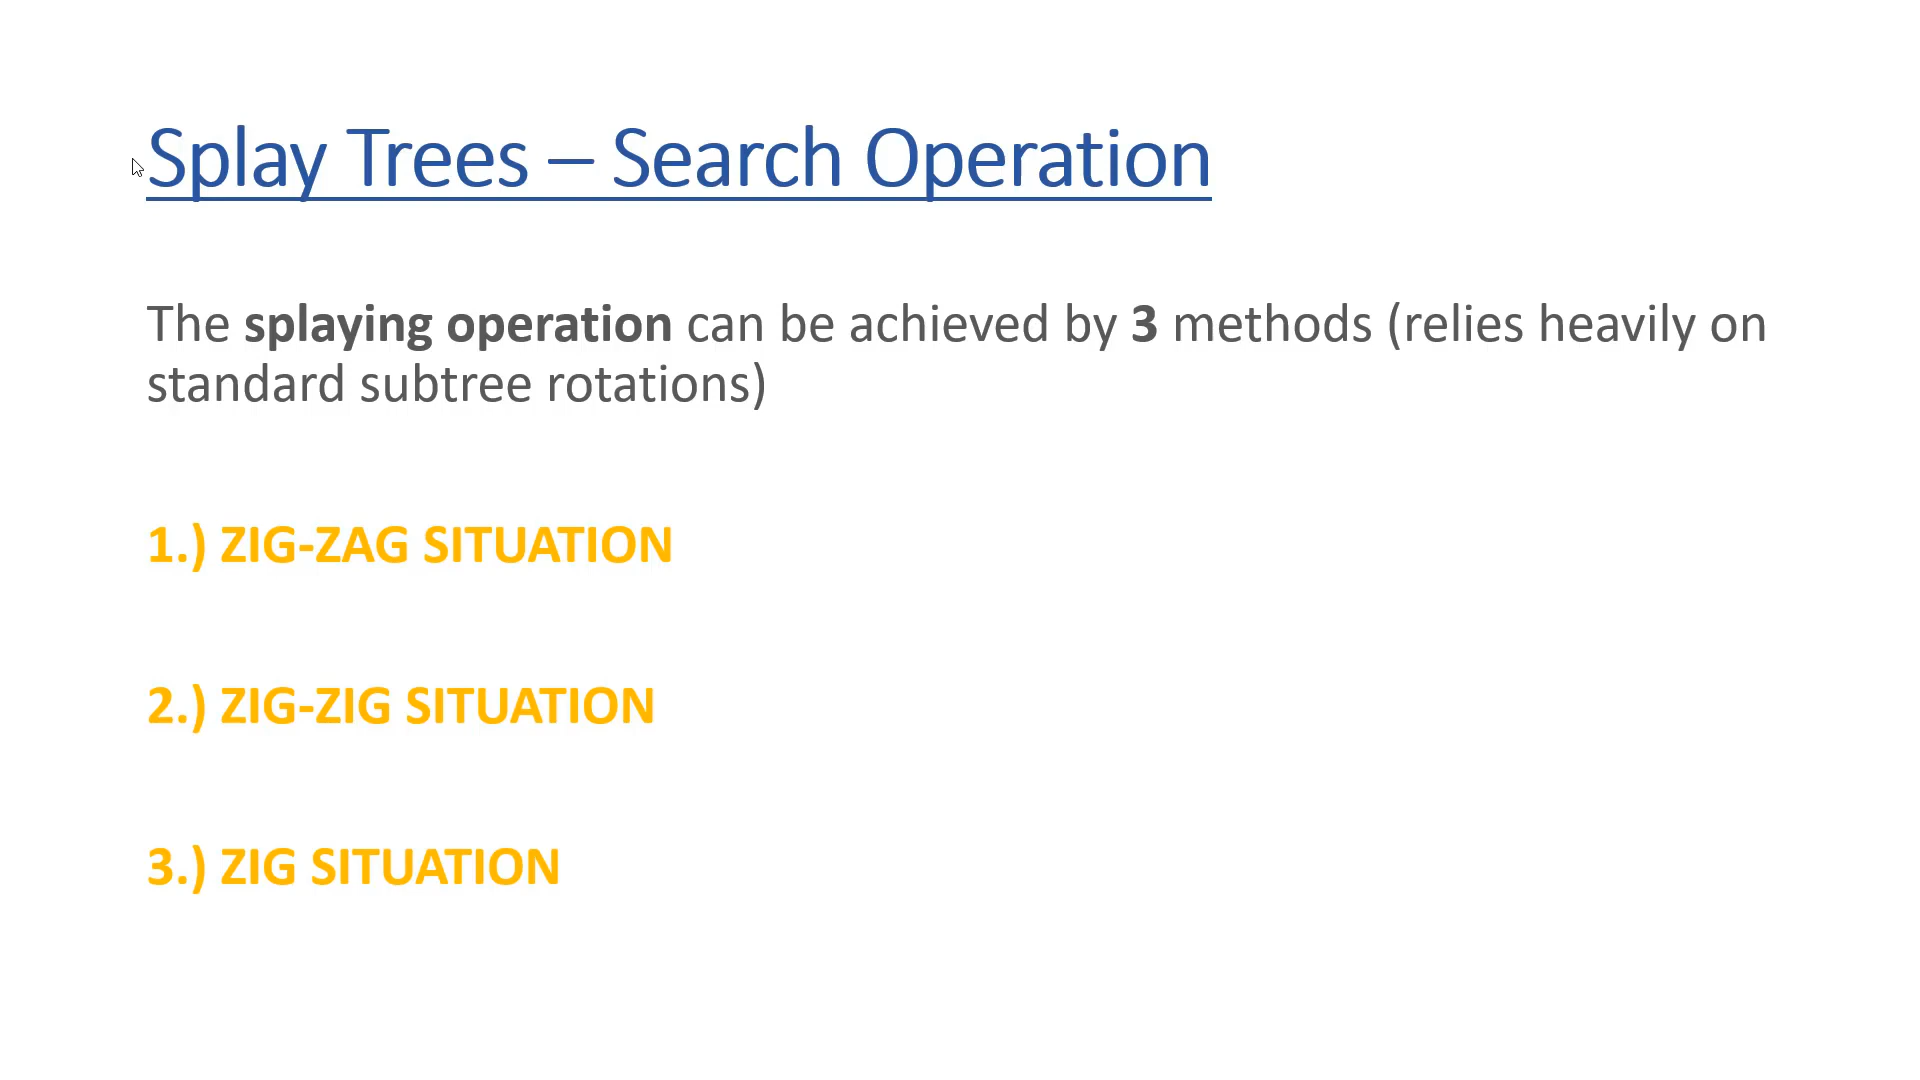 Splay Trees – Search Operation
The splaying operation can be achieved by 3 methods (relies heavily on
standard subtree rotations)
1.) ZIG-ZAG SITUATION
2.) ZIG-ZIG SITUATION
3.) ZIG SITUATION